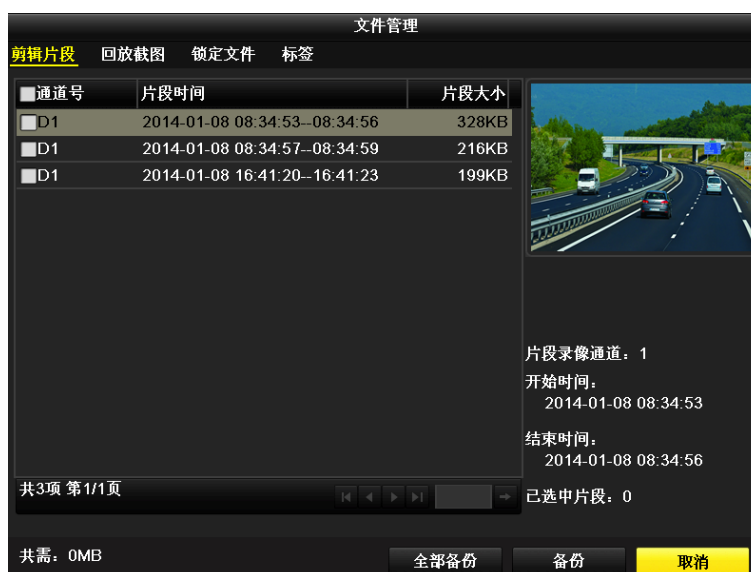 文件管理
剪辑片段 回放截图 锁定文件 标签
通道号 片段时间 片段大小
D1 2014-01-08 08:34:53--08:34:56 328KB
D1 2014-01-08 08:34:57--08:34:59 216KB
D1 2014-01-08 16:41:20--16:41:23 199KB
片段录像通道：1
开始时间：
2014-01-08 08:34:53
结束时间：
2014-01-08 08:34:56
已选中片段：0
共3项 第1/1页
共需：0MB
全部备份 备份 取消